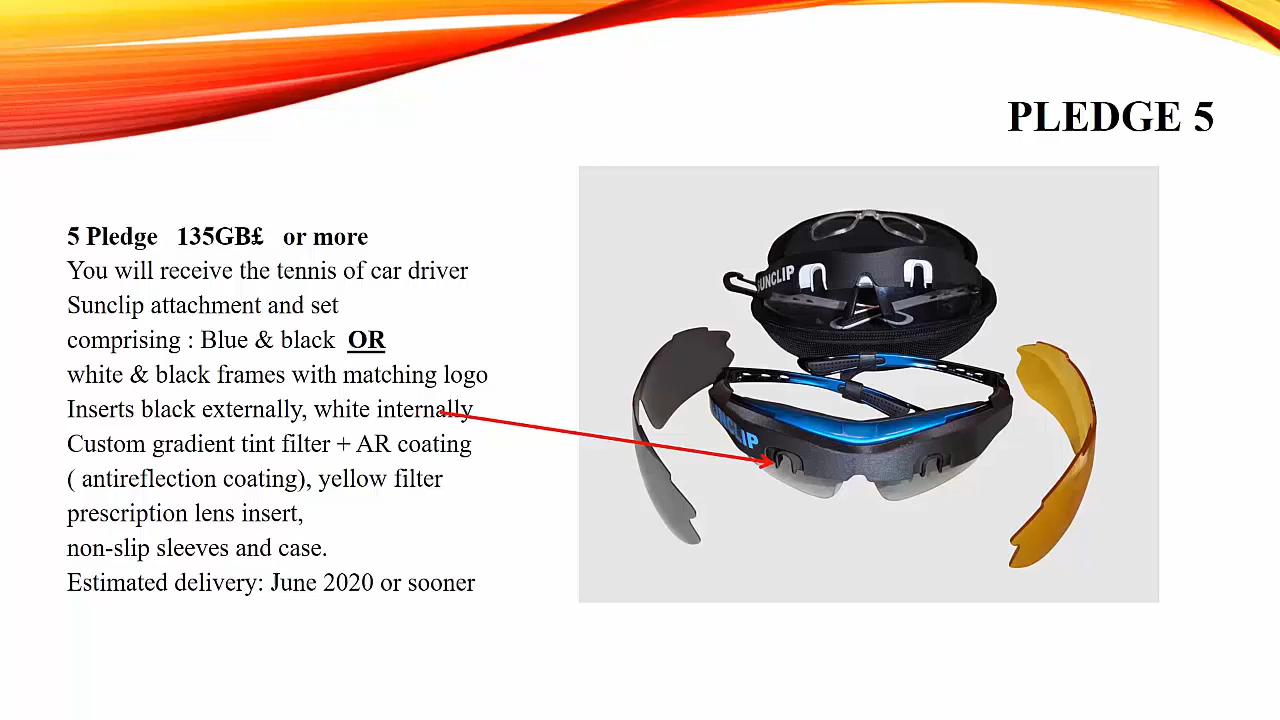 PLEDGE 5
5 Pledge 135GB£ or more
You will receive the tennis of car driver
Sunclip attachment and set
comprising : Blue & black OR
white & black frames with matching logo
Inserts black externally, white internally
Custom gradient tint filter + AR coating
( antireflection coating), yellow filter
prescription lens insert,
non-slip sleeves and case.
Estimated delivery: June 2020 or sooner
SUNCLIP
CLIP